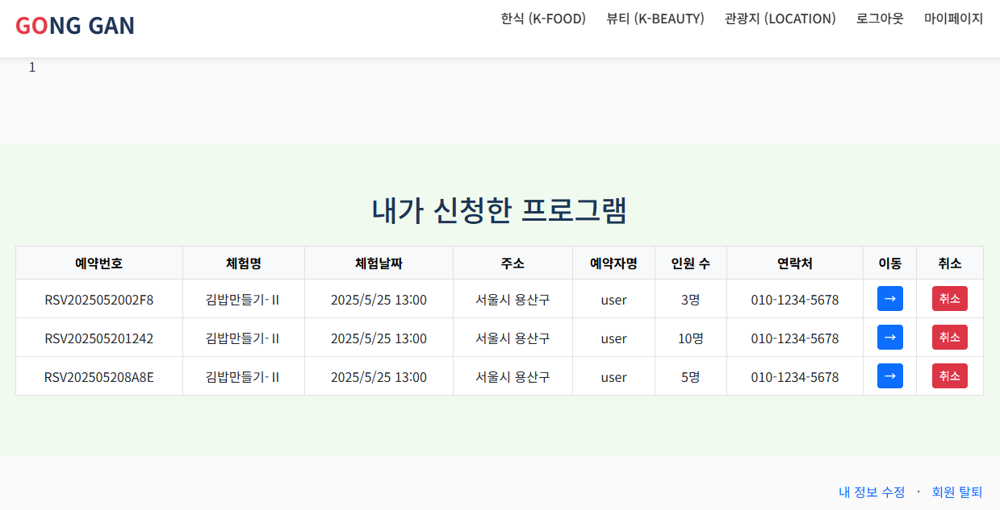 GONG GAN
한식 (K-FOOD) 뷰티 (K-BEAUTY) 관광지 (LOCATION) 로그아웃 마이페이지
1
내가 신청한 프로그램
예약번호 체험명 체험날짜 주소 예약자명 인원 수 연락처 이동 취소
RSV2025052002F8 김밥만들기-Ⅱ 2025/5/25 13:00 서울시 용산구 user 3명 010-1234-5678 → 취소
RSV202505201242 김밥만들기-Ⅱ 2025/5/25 13:00 서울시 용산구 user 10명 010-1234-5678 → 취소
RSV202505208A8E 김밥만들기-Ⅱ 2025/5/25 13:00 서울시 용산구 user 5명 010-1234-5678 → 취소
내 정보 수정 · 회원 탈퇴